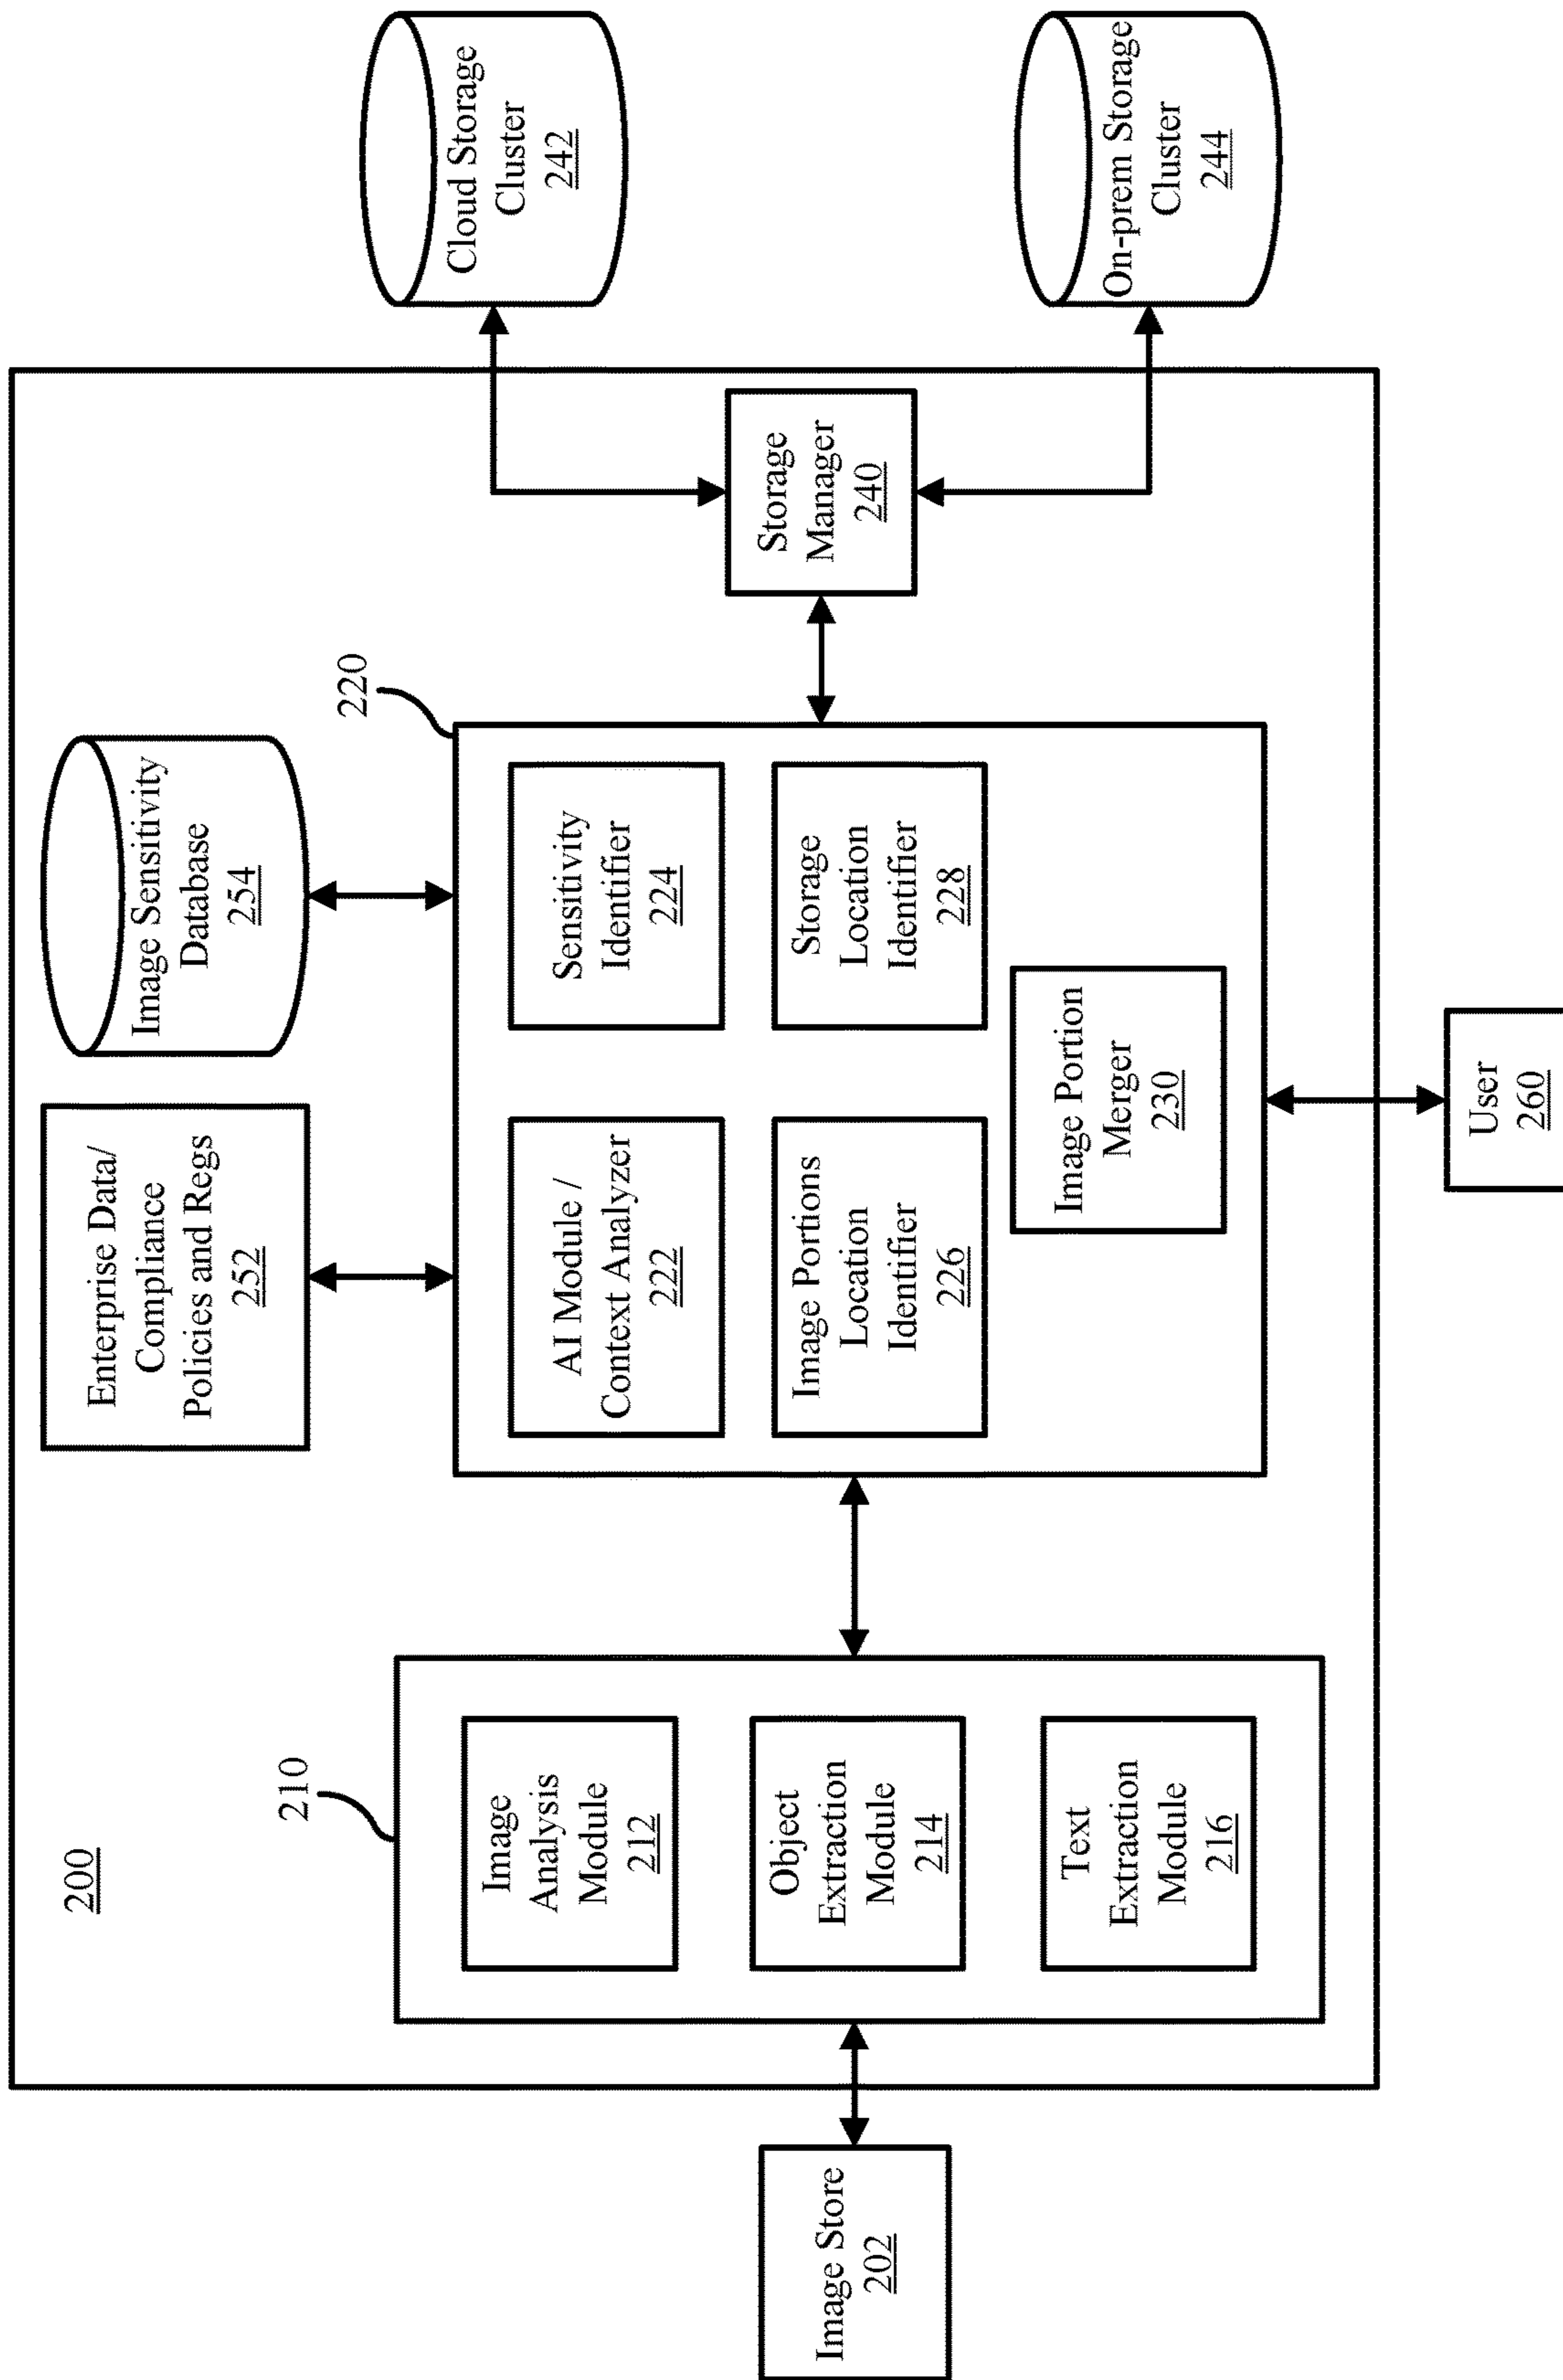 200
Image Store
202
210
Image
Analysis
Module
212
Object
Extraction
Module
214
Text
Extraction
Module
216
Enterprise Data/
Compliance
Policies and Regs
252
Image Sensitivity
Database
254
220
AI Module /
Context Analyzer
222
Sensitivity
Identifier
224
Image Portions
Location
Identifier
226
Storage
Location
Identifier
228
Image Portion
Merger
230
User
260
Storage
Manager
240
Cloud Storage
Cluster
242
On-prem Storage
Cluster
244